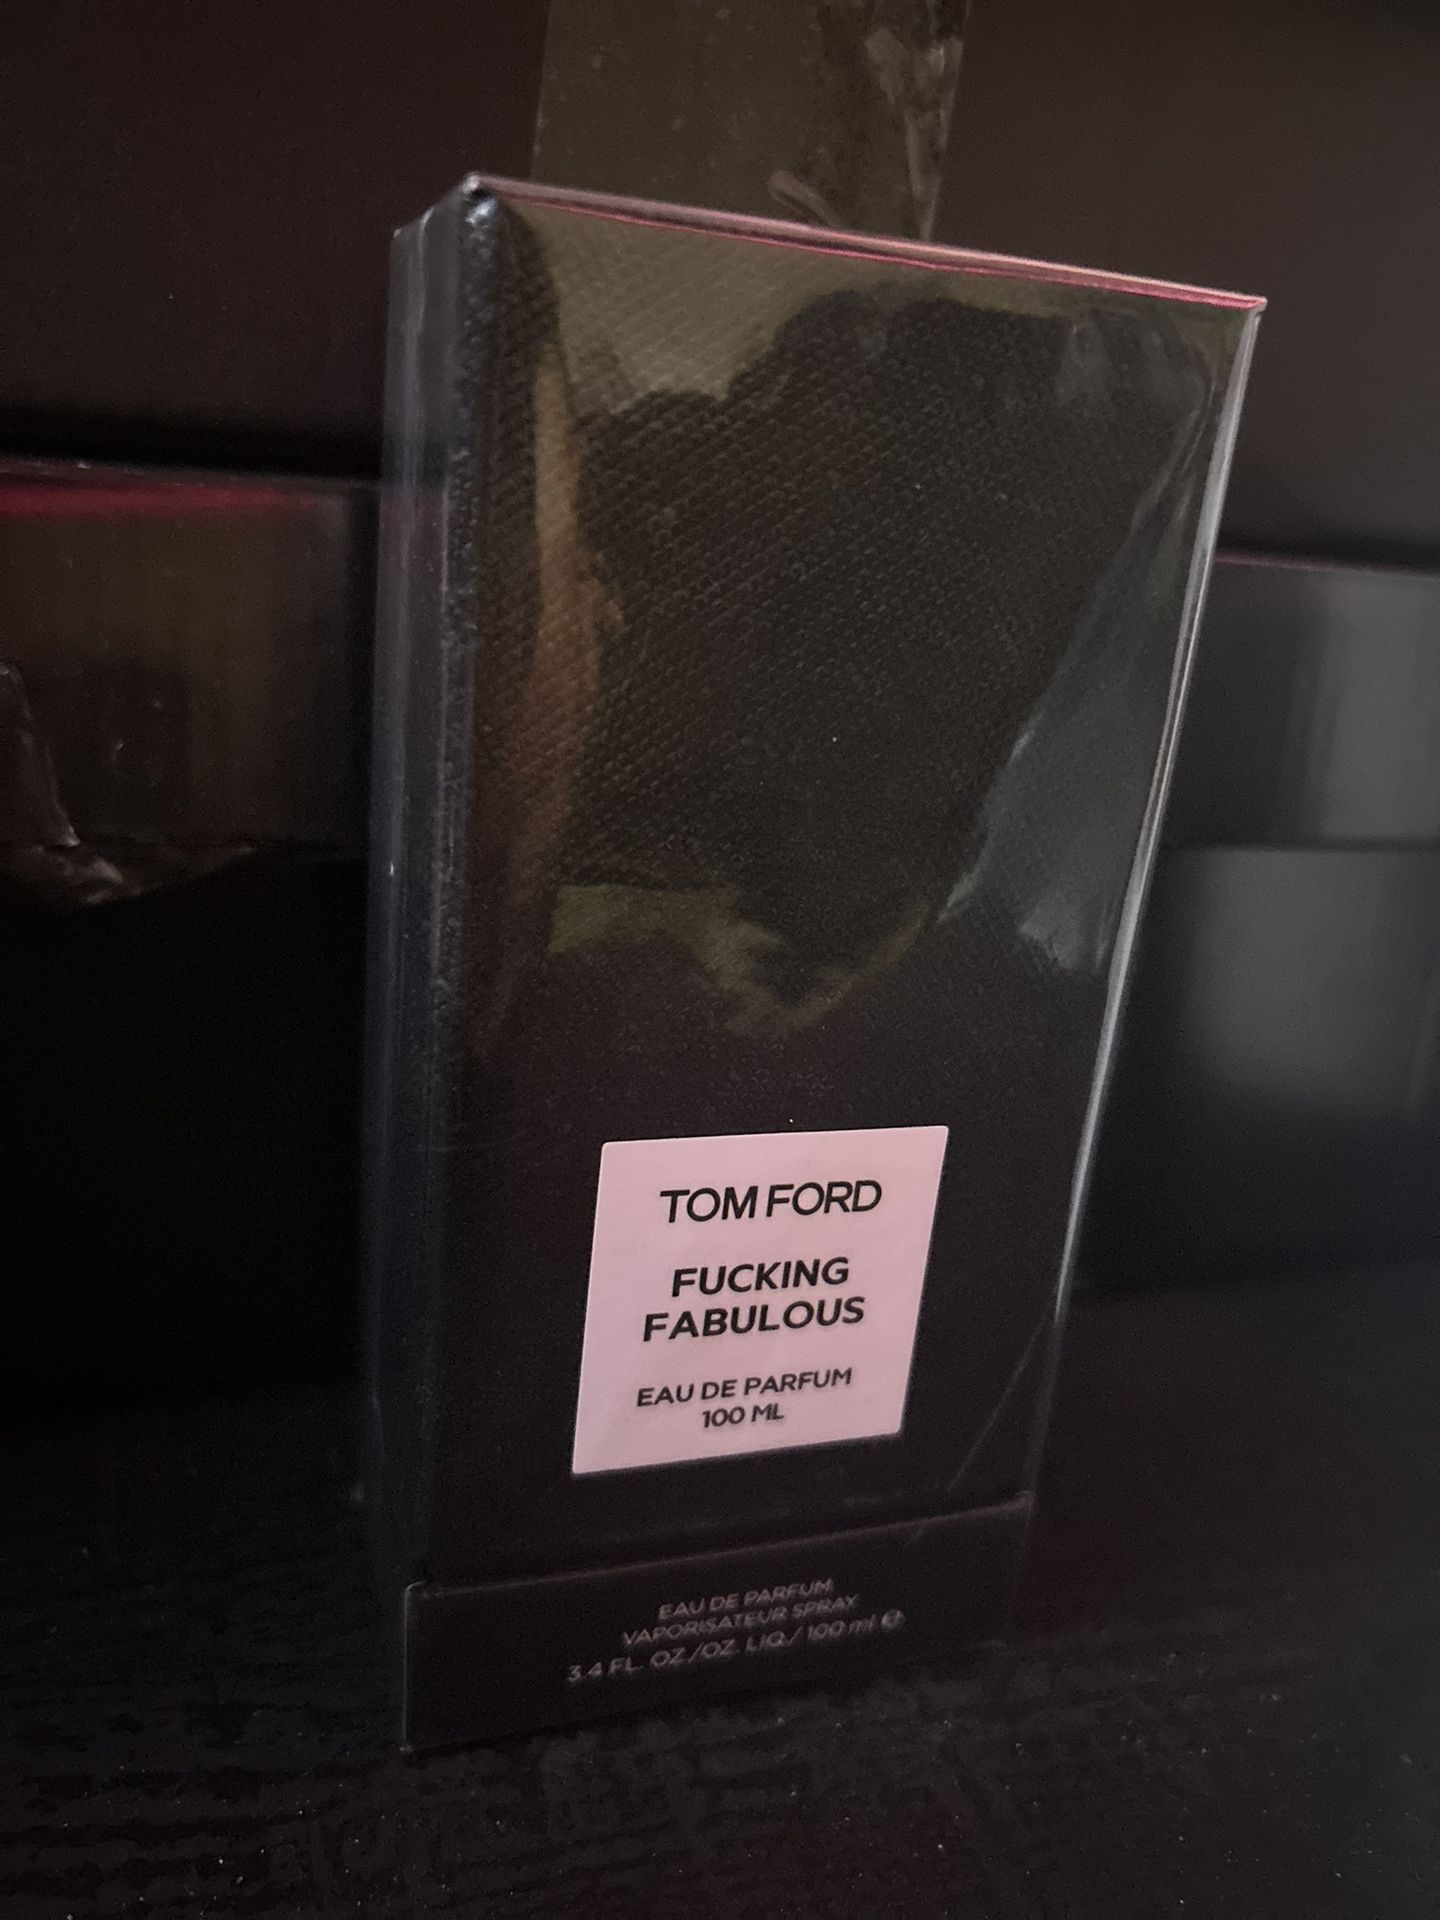 TOM FORD
FUCKING
FABULOUS
EAU DE PARFUM
100 ML
EAU DE PARFUM
VAPORISATEUR SPRAY
3.4 FL. OZ./OZ. LIQ./ 100 ml ℮